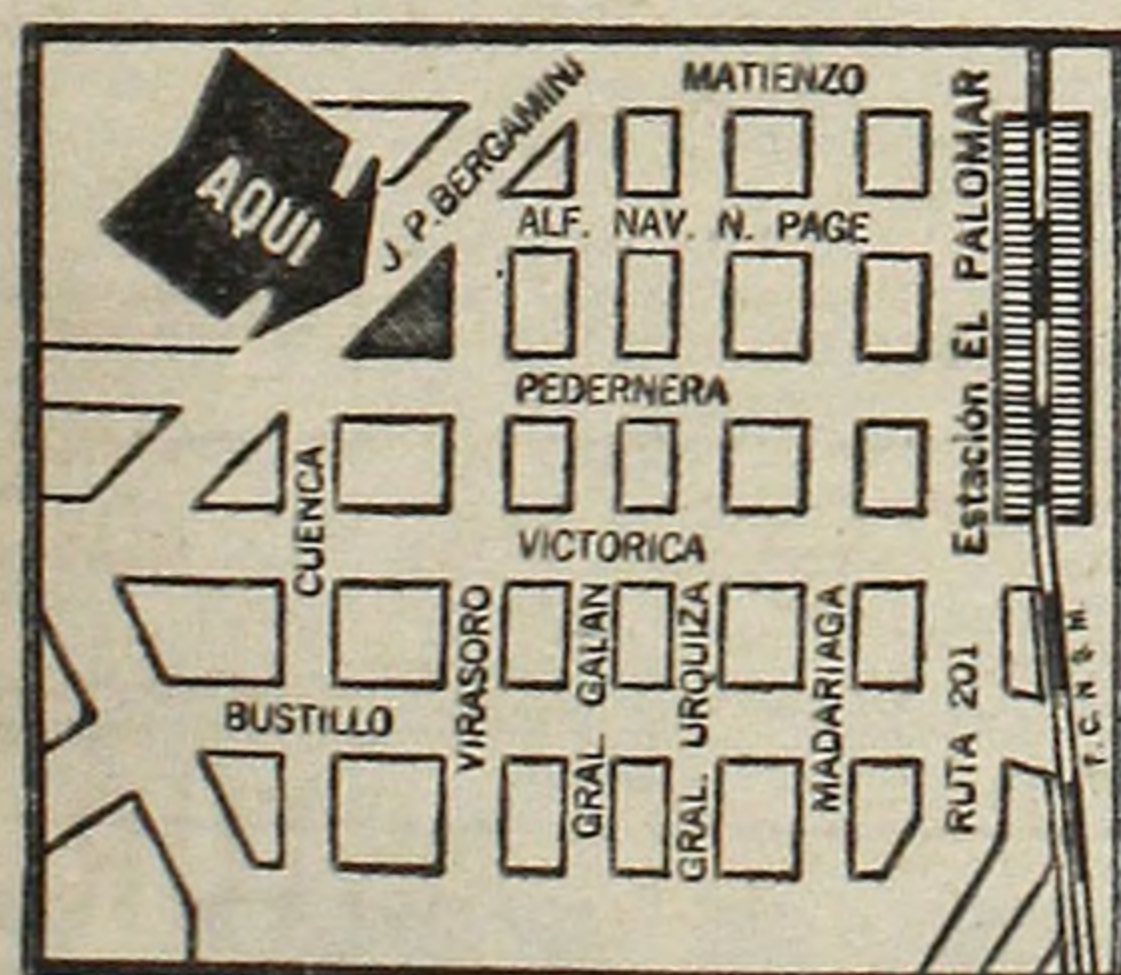 MATIENZO
J. P. BERGAMINI
AQUI
ALF. NAV. N. PAGE
Estación EL PALOMAR
PEDERNERA
CUENCA
VICTORICA
VIRASORO
GRAL GALAN
GRAL. URQUIZA
MADARIAGA
RUTA 201
F. C. N. G. S. M.
BUSTILLO